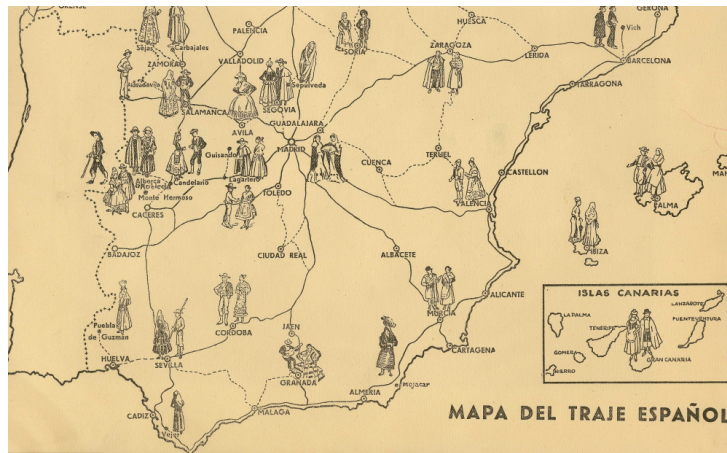 ORENSE
GERONA
HUESCA
Vich
PALENCIA
Sejas
Carbajales
SORIA
ZARAGOZA
LERIDA
BARCELONA
ZAMORA
VALLADOLID
TARRAGONA
Sepulveda
SALAMANCA
SEGOVIA
AVILA
GUADALAJARA
MADRID
Guisando
TERUEL
CUENCA
CASTELLON
Alberca
Candelario
Lagartera
MAH
Monte Hermoso
TOLEDO
PALMA
CACERES
VALENCIA
BADAJOZ
CIUDAD REAL
ALBACETE
IBIZA
ISLAS CANARIAS
ALICANTE
LANZAROTE
LA PALMA
FUERTEVENTURA
MURCIA
TENERIFE
Puebla
de Guzmán
CORDOBA
JAEN
CARTAGENA
GOMERA
GRAN CANARIA
HUELVA
SEVILLA
HIERRO
GRANADA
Mojacar
ALMERIA
CADIZ
MALAGA
MAPA DEL TRAJE ESPAÑOL
Vejer